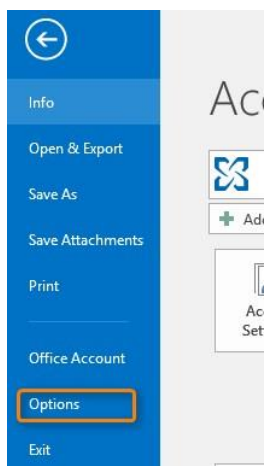 Info
Open & Export
Save As
Save Attachments
Print
Office Account
Options
Exit